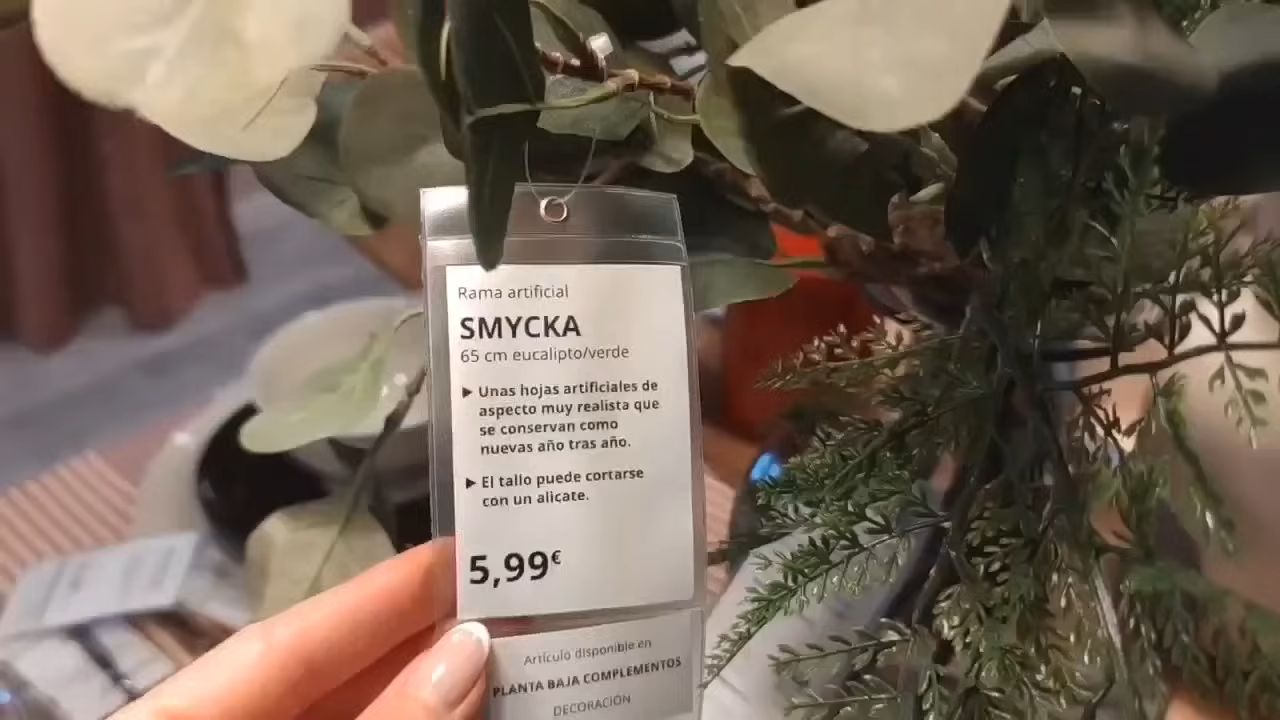 Rama artificial
SMYCKA
65 cm eucalipto/verde
▶ Unas hojas artificiales de
aspecto muy realista que
se conservan como
nuevas año tras año.
▶ El tallo puede cortarse
con un alicate.
5,99€
Artículo disponible en
PLANTA BAJA COMPLEMENTOS
DECORACIÓN